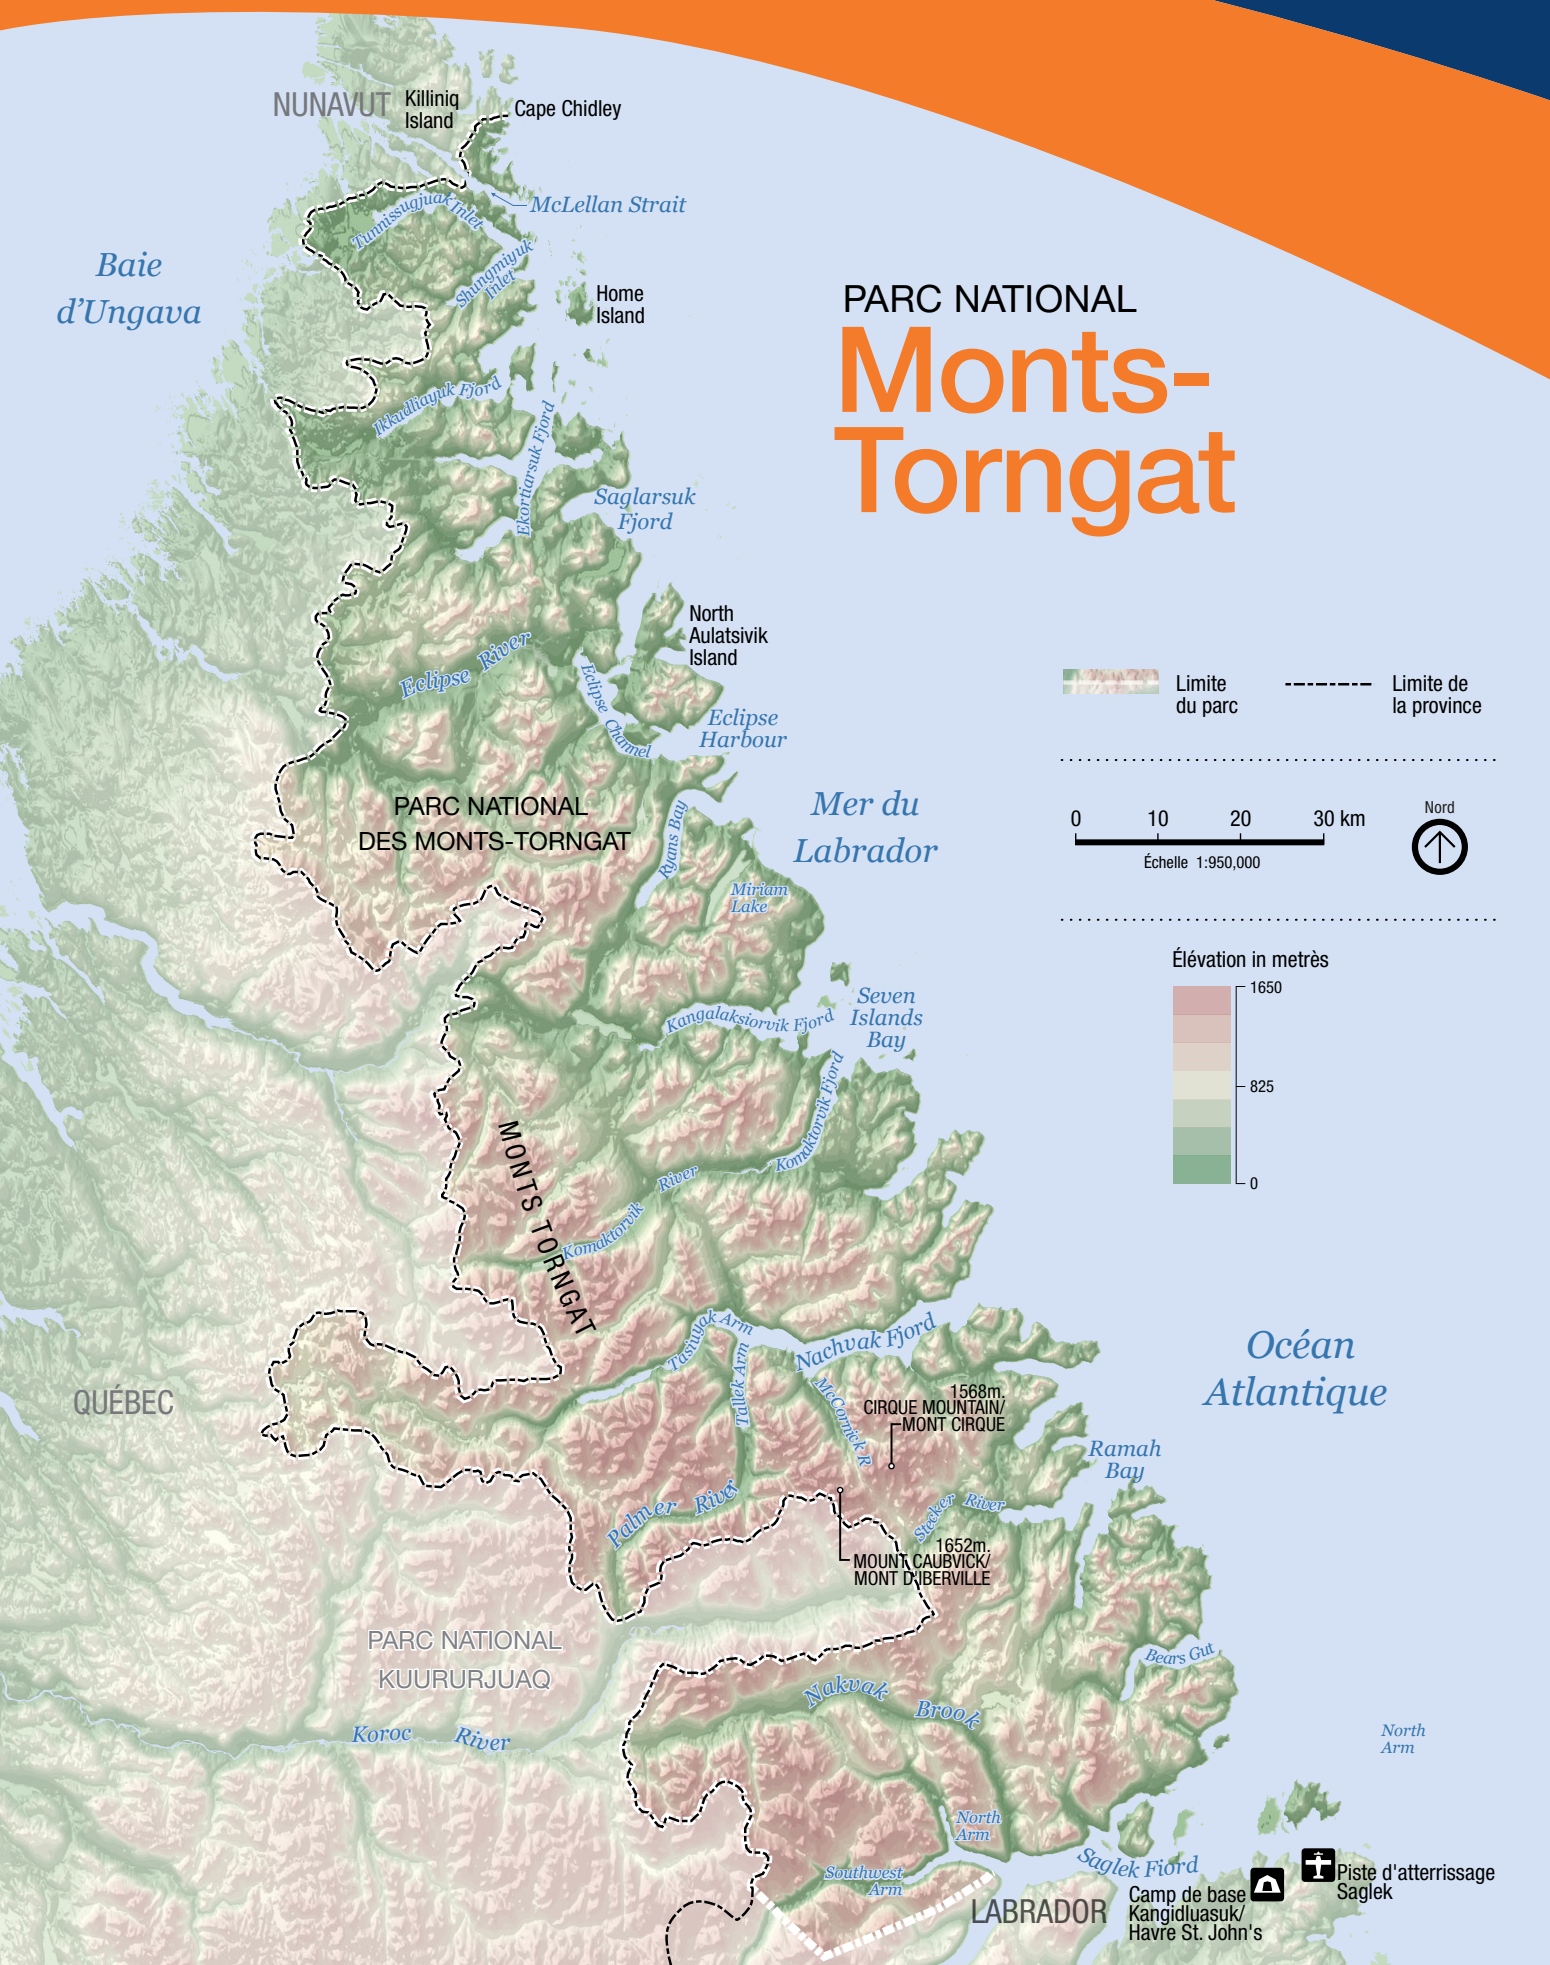 NUNAVUT
Killiniq
Island
Cape Chidley
McLellan Strait
Tunnissugjuak Inlet
Baie
d'Ungava
Shungmiyuk
Inlet
Home
Island
PARC NATIONAL
Monts-
Torngat
Ikkudliayuk Fjord
Ekortiarsuk Fjord
Saglarsuk
Fjord
North
Aulatsivik
Island
Eclipse River
Eclipse Channel
Eclipse
Harbour
Limite
du parc
Limite de
la province
PARC NATIONAL
DES MONTS-TORNGAT
Ryans Bay
Mer du
Labrador
0 10 20 30 km
Échelle 1:950,000
Nord
Miriam
Lake
Élévation in metrès
1650
825
0
Seven
Islands
Bay
Kangalaksiorvik Fjord
Komaktorvik Fjord
MONTS TORNGAT
Komaktorvik River
Tasiuyak Arm
Tallek Arm
Nachvak Fjord
Océan
Atlantique
QUÉBEC
McCornick R
1568m.
CIRQUE MOUNTAIN/
MONT CIRQUE
Ramah
Bay
Palmer River
Stecker River
1652m.
MOUNT CAUBVICK/
MONT D'IBERVILLE
PARC NATIONAL
KUURURJUAQ
Bears Gut
Nakvak Brook
Koroc River
North
Arm
North
Arm
Southwest
Arm
Saglek Fiord
LABRADOR
Camp de base
Kangidluasuk/
Havre St. John's
Piste d'atterrissage
Saglek